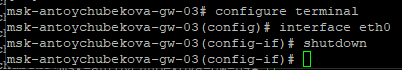 msk-antoychubekova-gw-03# configure terminal
msk-antoychubekova-gw-03(config)# interface eth0
msk-antoychubekova-gw-03(config-if)# shutdown
msk-antoychubekova-gw-03(config-if)#